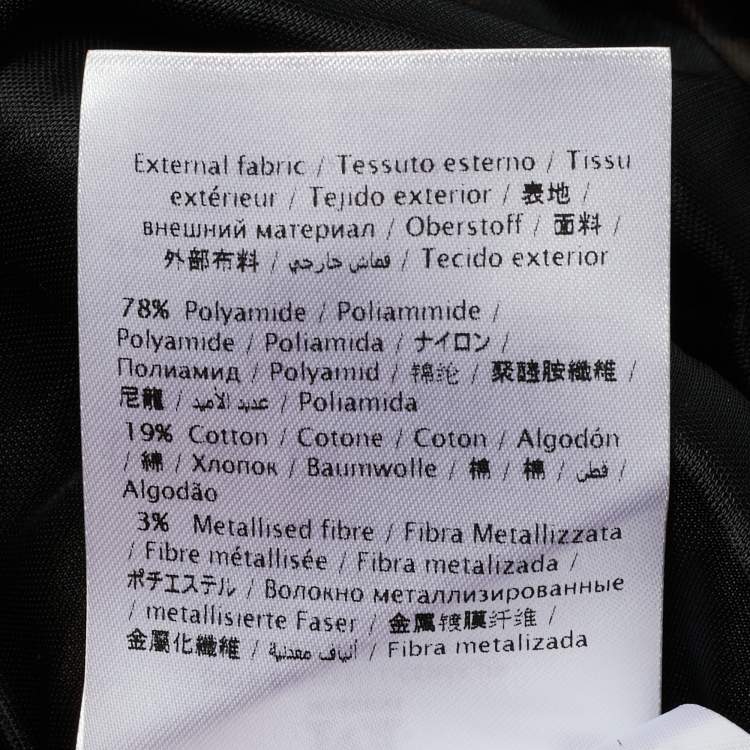 External fabric / Tessuto esterno / Tissu
extérieur / Tejido exterior / 表地 /
внешний материал / Oberstoff / 面料 /
外部布料 / قماش خارجي / Tecido exterior
78% Polyamide / Poliammide /
Polyamide / Poliamida / ナイロン /
Полиамид / Polyamid / 锦纶 / 聚醯胺纖維 /
尼龍 / عديد الأميد / Poliamida
19% Cotton / Cotone / Coton / Algodón
/ 綿 / Хлопок / Baumwolle / 棉 / 棉 / قطن /
Algodão
3% Metallised fibre / Fibra Metallizzata
/ Fibre métallisée / Fibra metalizada /
ポチエステル / Волокно металлизированные
/ metallisierte Faser / 金属镀膜纤维 /
金屬化纖維 / ألياف معدنية / Fibra metalizada